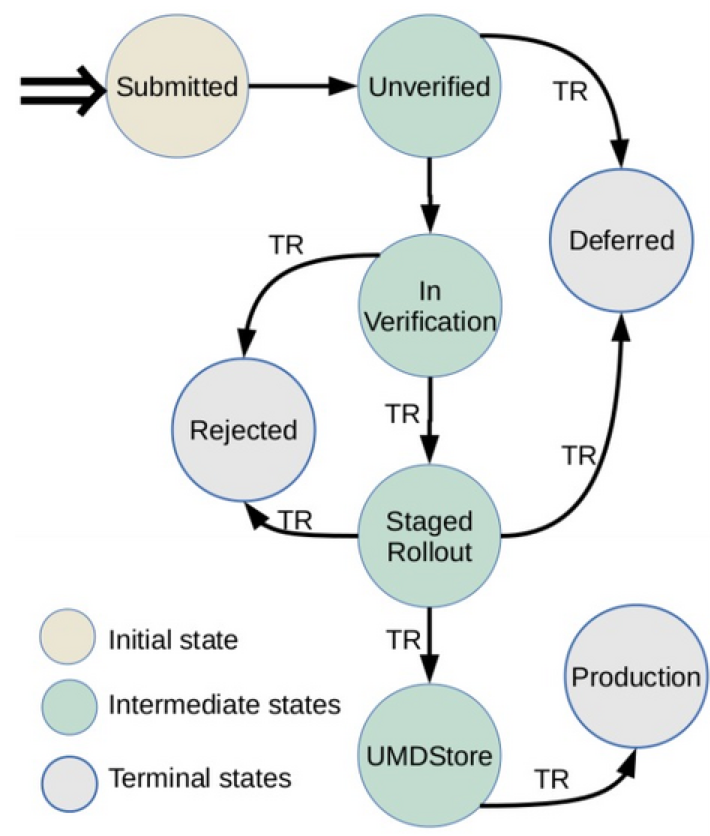 Submitted
Unverified
TR
Deferred
TR
In
Verification
Rejected
TR
TR
TR
Staged
Rollout
Initial state
TR
Production
Intermediate states
UMDStore
Terminal states
TR